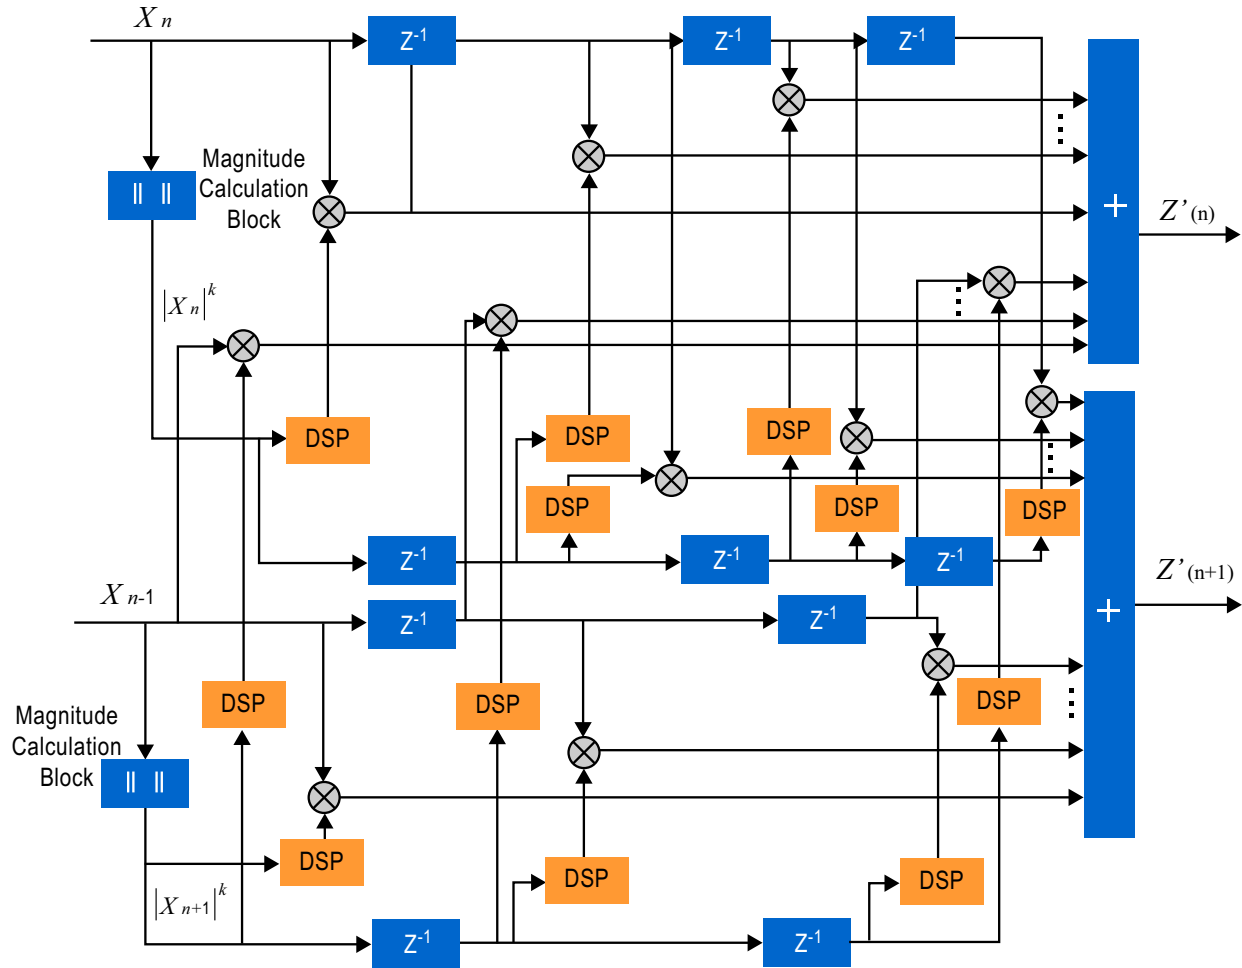 X n
Z-1
Z-1
Z-1
|| ||
Magnitude
Calculation
Block
+
Z’(n)
|X n|k
DSP
DSP
DSP
DSP
DSP
DSP
Z-1
Z-1
Z-1
X n-1
Z-1
Z-1
+
Z’(n+1)
DSP
DSP
DSP
Magnitude
Calculation
Block
|| ||
DSP
DSP
DSP
|X n+1|k
Z-1
Z-1